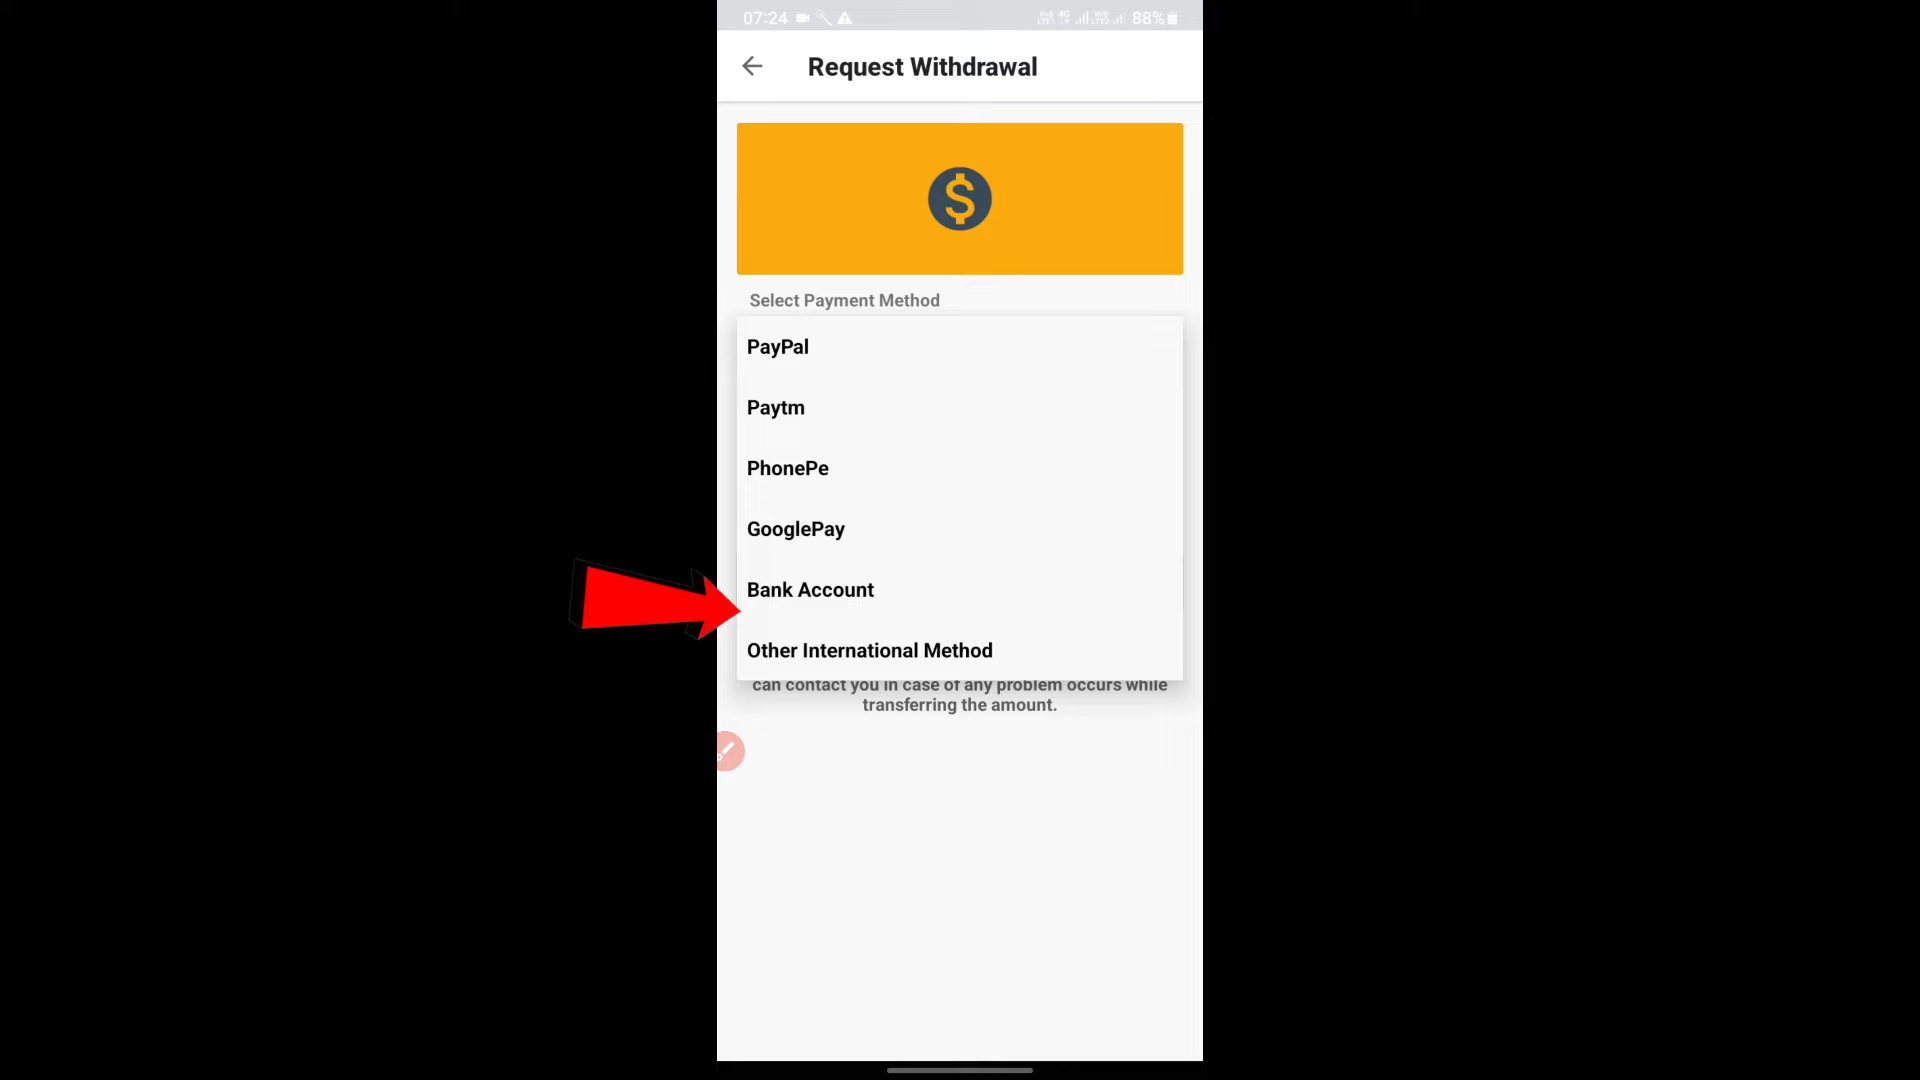 07:24 88%
Request Withdrawal
Select Payment Method
PayPal
Paytm
PhonePe
GooglePay
Bank Account
Other International Method
can contact you in case of any problem occurs while
transferring the amount.